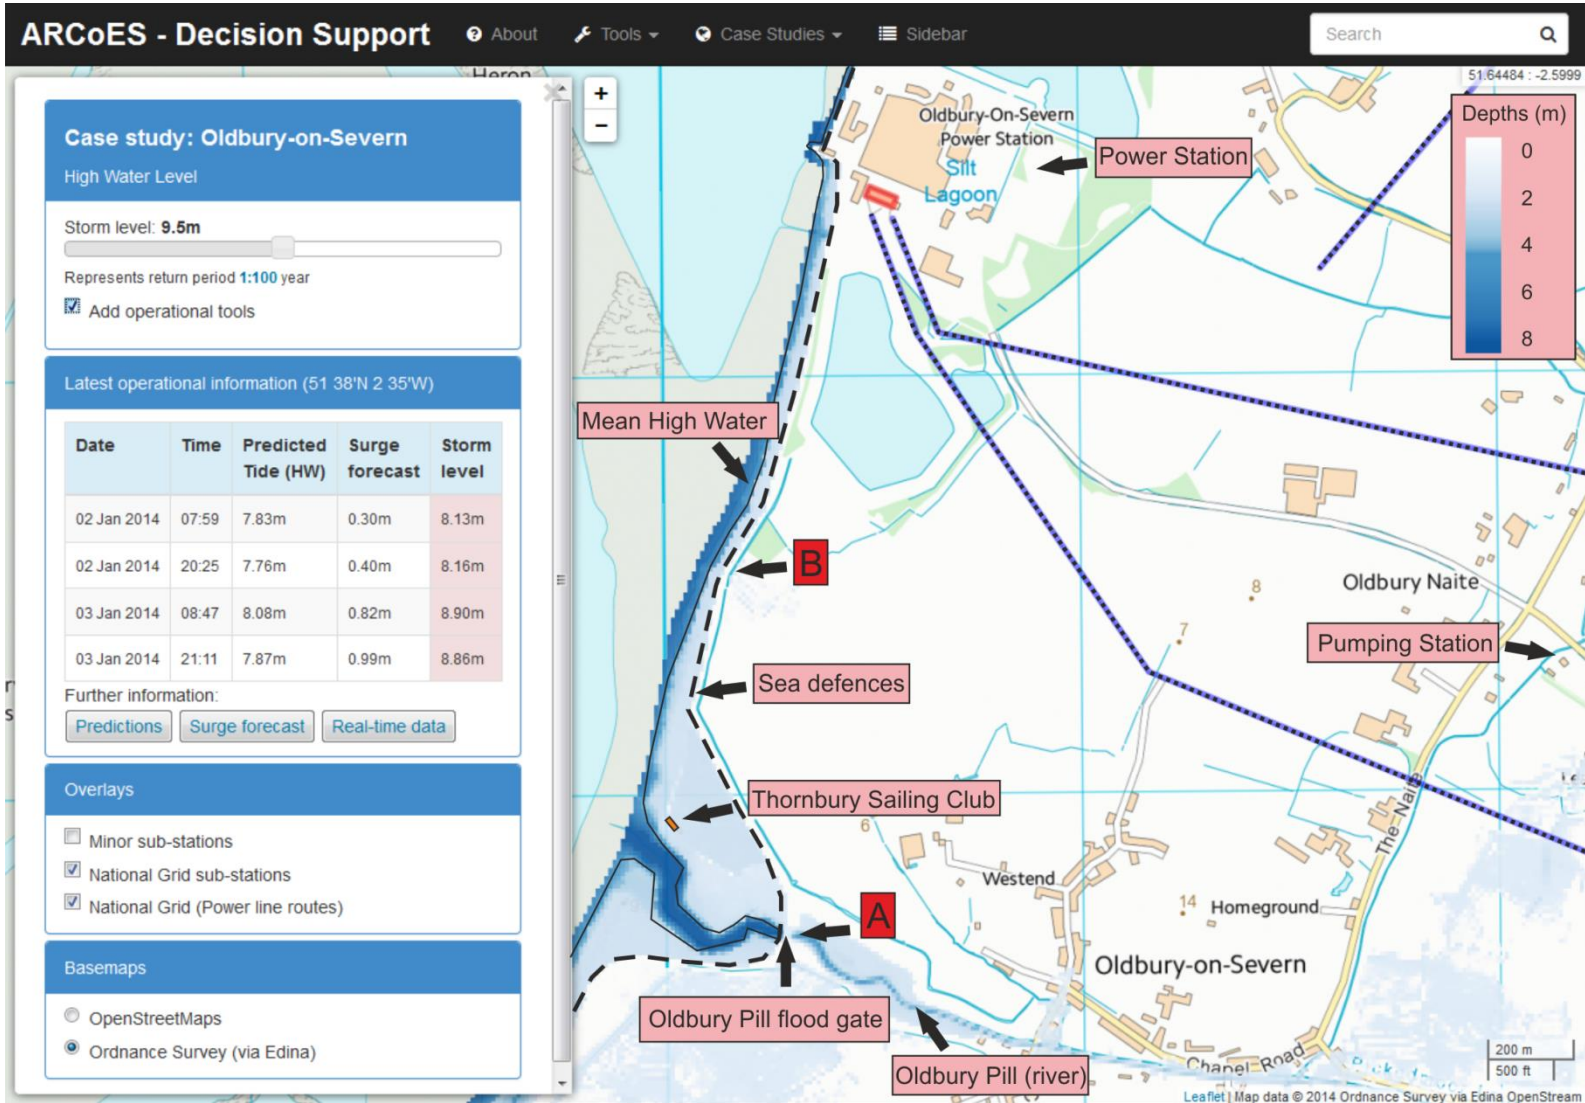 ARCoES - Decision Support
About
Tools
Case Studies
Sidebar
Search
Heron
51.64484 : -2.5999
Case study: Oldbury-on-Severn
High Water Level
Storm level: 9.5m
Represents return period 1:100 year
Add operational tools
Latest operational information (51 38'N 2 35'W)
Date Time Predicted Tide (HW) Surge forecast Storm level
02 Jan 2014 07:59 7.83m 0.30m 8.13m
02 Jan 2014 20:25 7.76m 0.40m 8.16m
03 Jan 2014 08:47 8.08m 0.82m 8.90m
03 Jan 2014 21:11 7.87m 0.99m 8.86m
Further information:
Predictions Surge forecast Real-time data
Overlays
Minor sub-stations
National Grid sub-stations
National Grid (Power line routes)
Basemaps
OpenStreetMaps
Ordnance Survey (via Edina)
+
−
Oldbury-On-Severn
Power Station
Silt
Lagoon
Power Station
Depths (m)
0
2
4
6
8
Mean High Water
B
8
Oldbury Naite
7
Pumping Station
Sea defences
Thornbury Sailing Club
6
The Naite
Westend
A
14
Homeground
Oldbury-on-Severn
Oldbury Pill flood gate
Oldbury Pill (river)
Chapel Road
200 m
500 ft
Leaflet | Map data © 2014 Ordnance Survey via Edina OpenStream